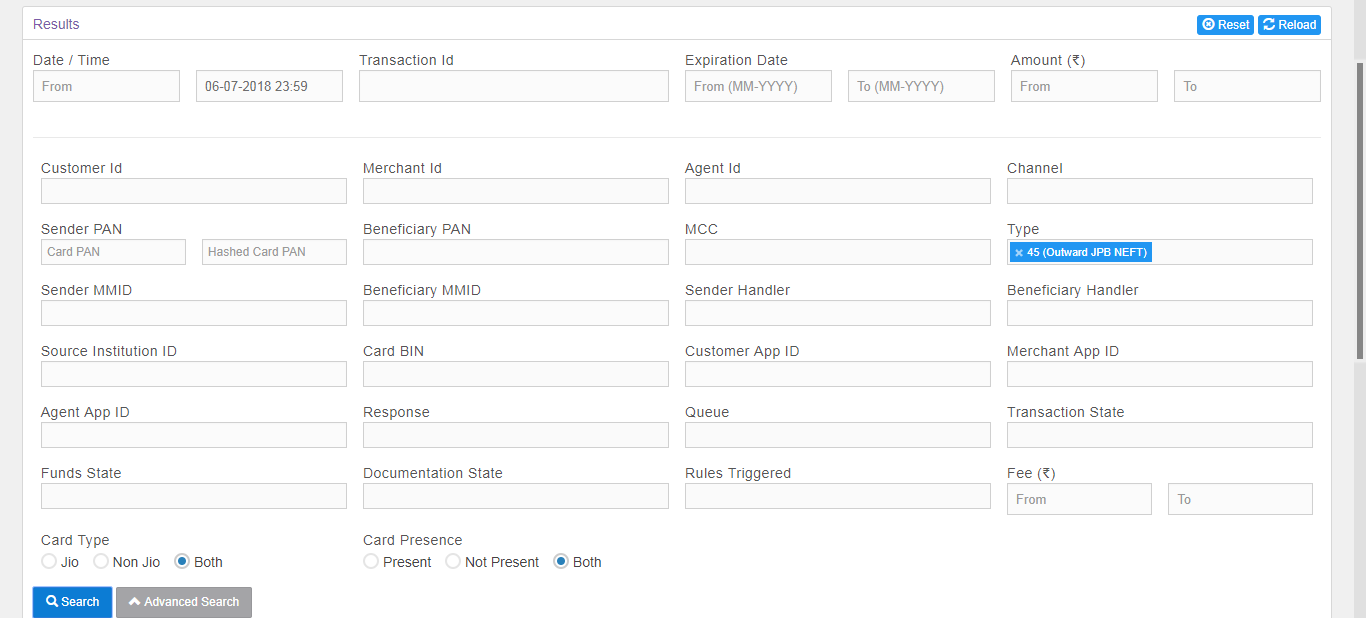 Results Reset Reload
Date / Time Transaction Id Expiration Date Amount (₹)
From 06-07-2018 23:59 From (MM-YYYY) To (MM-YYYY) From To
Customer Id Merchant Id Agent Id Channel
Sender PAN Beneficiary PAN MCC Type
Card PAN Hashed Card PAN × 45 (Outward JPB NEFT)
Sender MMID Beneficiary MMID Sender Handler Beneficiary Handler
Source Institution ID Card BIN Customer App ID Merchant App ID
Agent App ID Response Queue Transaction State
Funds State Documentation State Rules Triggered Fee (₹)
From To
Card Type Card Presence
Jio Non Jio Both Present Not Present Both
Search Advanced Search